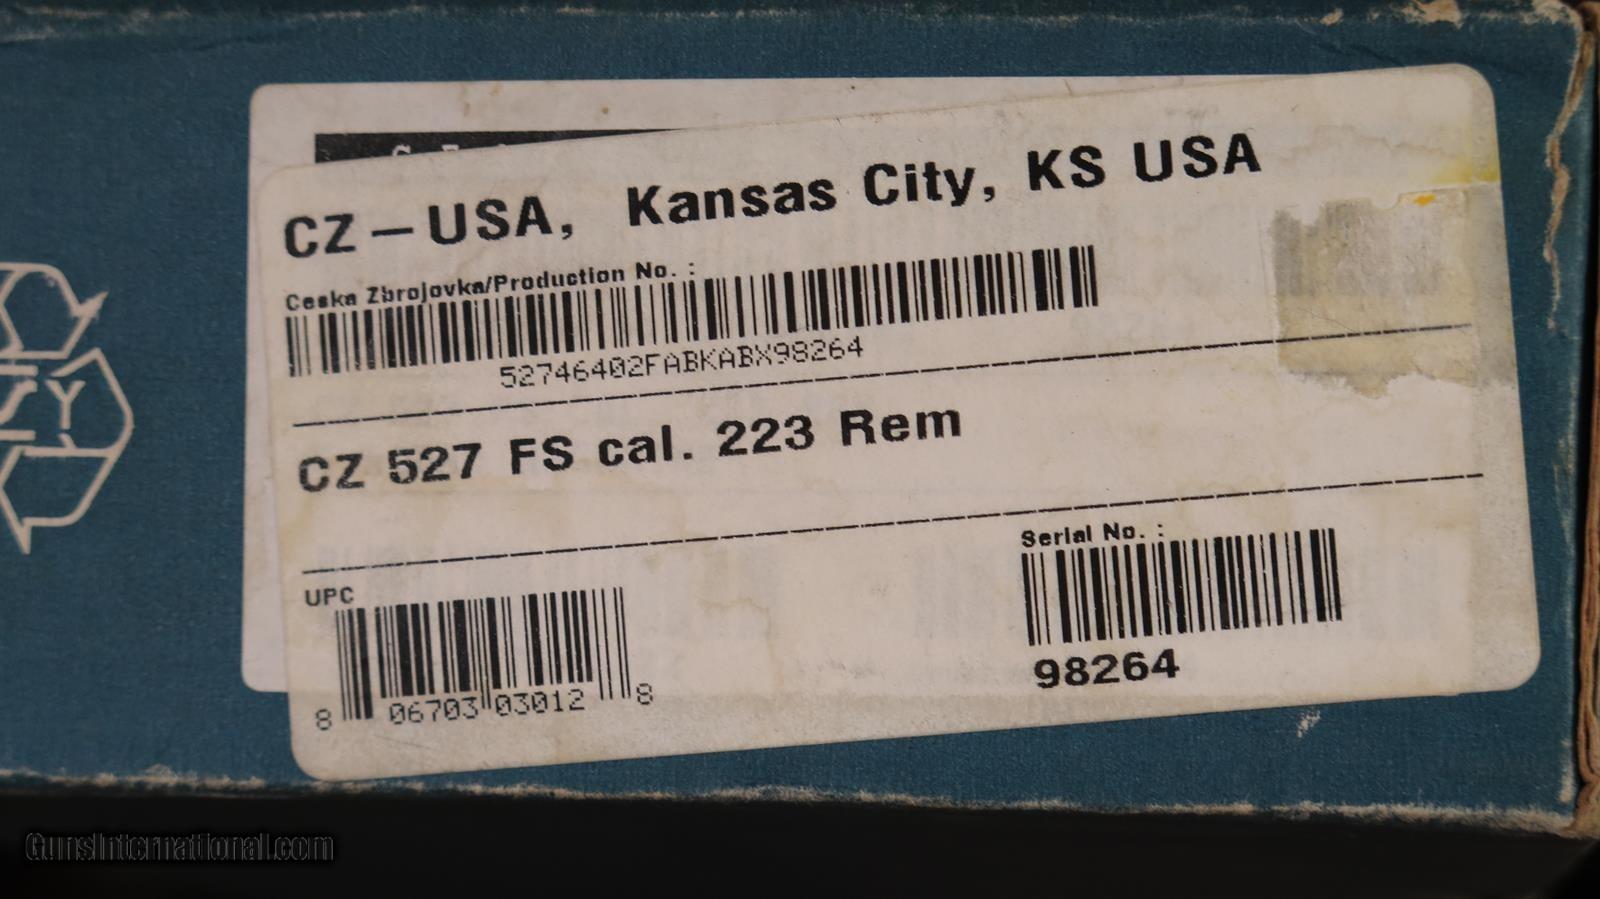 CZ-USA, Kansas City, KS USA
Ceska Zbrojovka/Production No. :
52746402FABKABX98264
CZ 527 FS cal. 223 Rem
UPC
8 06703 03012 8
Serial No. :
98264
SY
GunsInternational.com